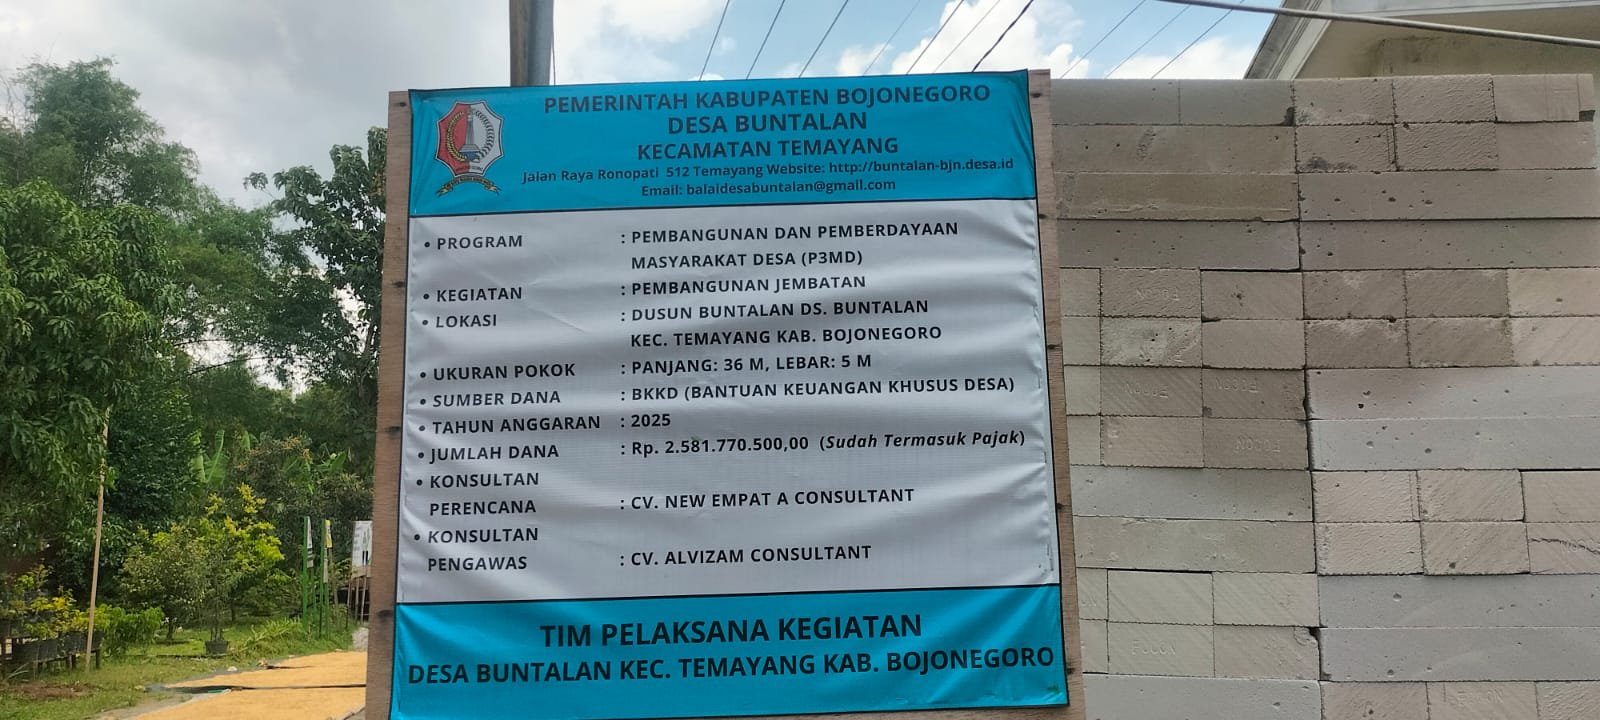 PEMERINTAH KABUPATEN BOJONEGORO
DESA BUNTALAN
KECAMATAN TEMAYANG
Jalan Raya Ronopati 512 Temayang Website: http://buntalan-bjn.desa.id
Email: balaidesabuntalan@gmail.com
• PROGRAM : PEMBANGUNAN DAN PEMBERDAYAAN
MASYARAKAT DESA (P3MD)
• KEGIATAN : PEMBANGUNAN JEMBATAN
• LOKASI : DUSUN BUNTALAN DS. BUNTALAN
KEC. TEMAYANG KAB. BOJONEGORO
• UKURAN POKOK : PANJANG: 36 M, LEBAR: 5 M
• SUMBER DANA : BKKD (BANTUAN KEUANGAN KHUSUS DESA)
• TAHUN ANGGARAN : 2025
• JUMLAH DANA : Rp. 2.581.770.500,00 (Sudah Termasuk Pajak)
• KONSULTAN
PERENCANA : CV. NEW EMPAT A CONSULTANT
• KONSULTAN
PENGAWAS : CV. ALVIZAM CONSULTANT
TIM PELAKSANA KEGIATAN
DESA BUNTALAN KEC. TEMAYANG KAB. BOJONEGORO
FOCON
FOCON
FOCON
FOCON